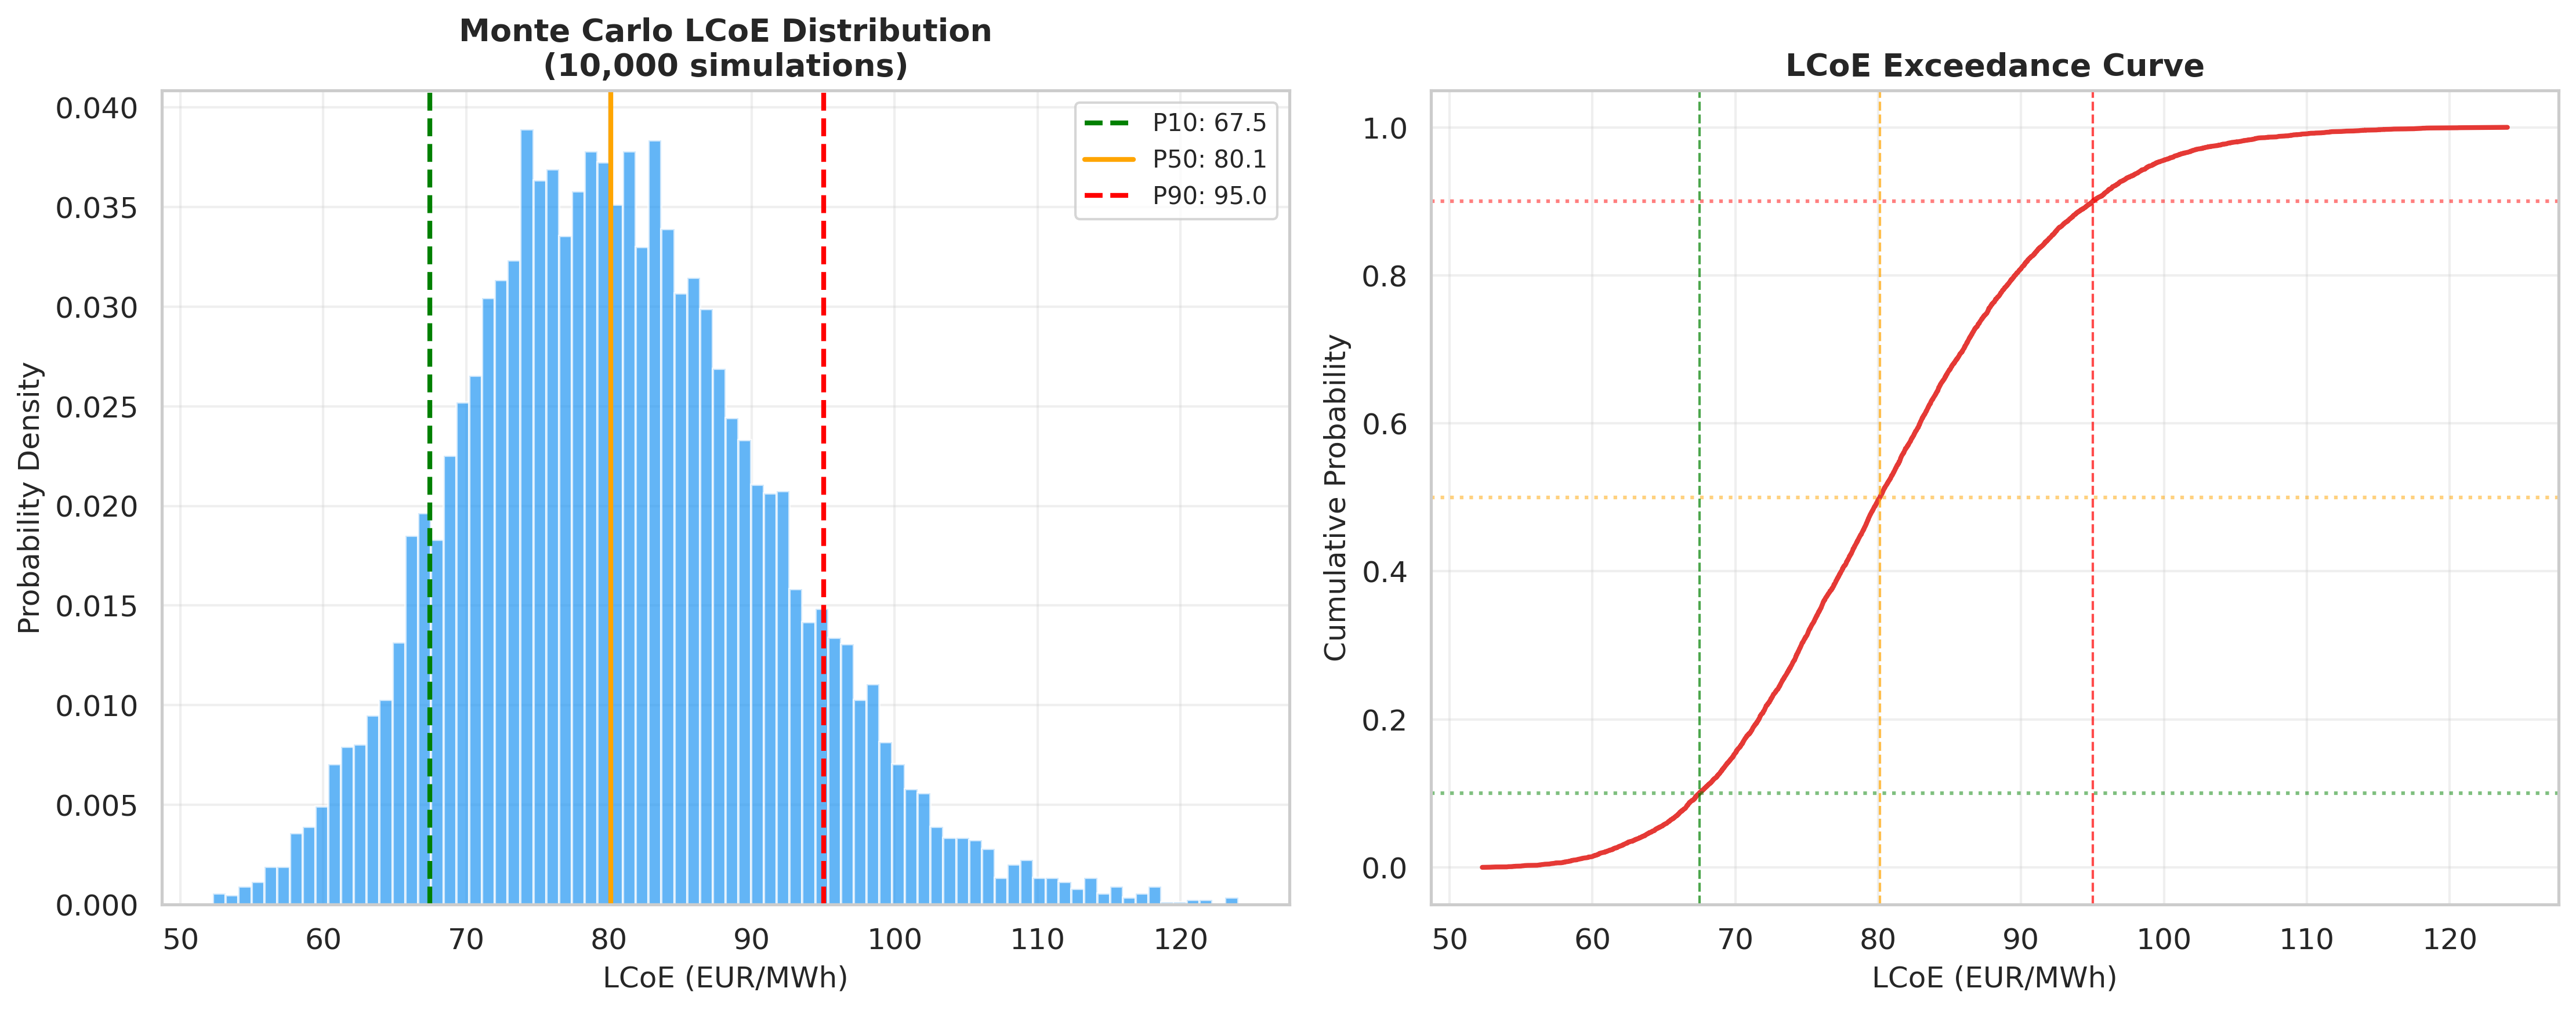 Monte Carlo LCoE Distribution
(10,000 simulations)
Probability Density
0.040
0.035
0.030
0.025
0.020
0.015
0.010
0.005
0.000
50 60 70 80 90 100 110 120
LCoE (EUR/MWh)
P10: 67.5
P50: 80.1
P90: 95.0
LCoE Exceedance Curve
Cumulative Probability
1.0
0.8
0.6
0.4
0.2
0.0
50 60 70 80 90 100 110 120
LCoE (EUR/MWh)